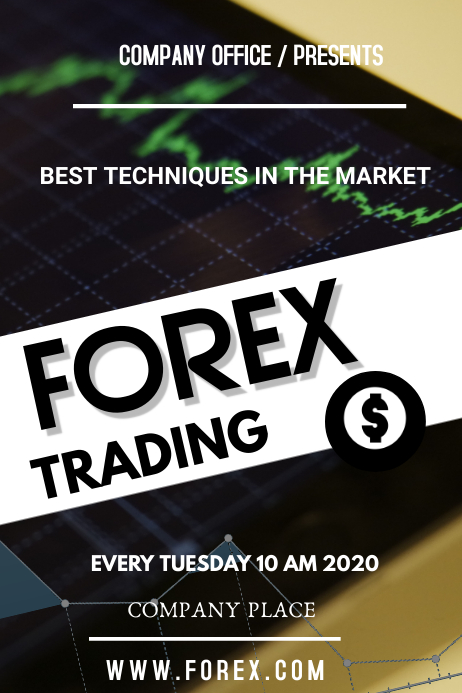 COMPANY OFFICE / PRESENTS
BEST TECHNIQUES IN THE MARKET
FOREX
TRADING
$
EVERY TUESDAY 10 AM 2020
COMPANY PLACE
WWW.FOREX.COM